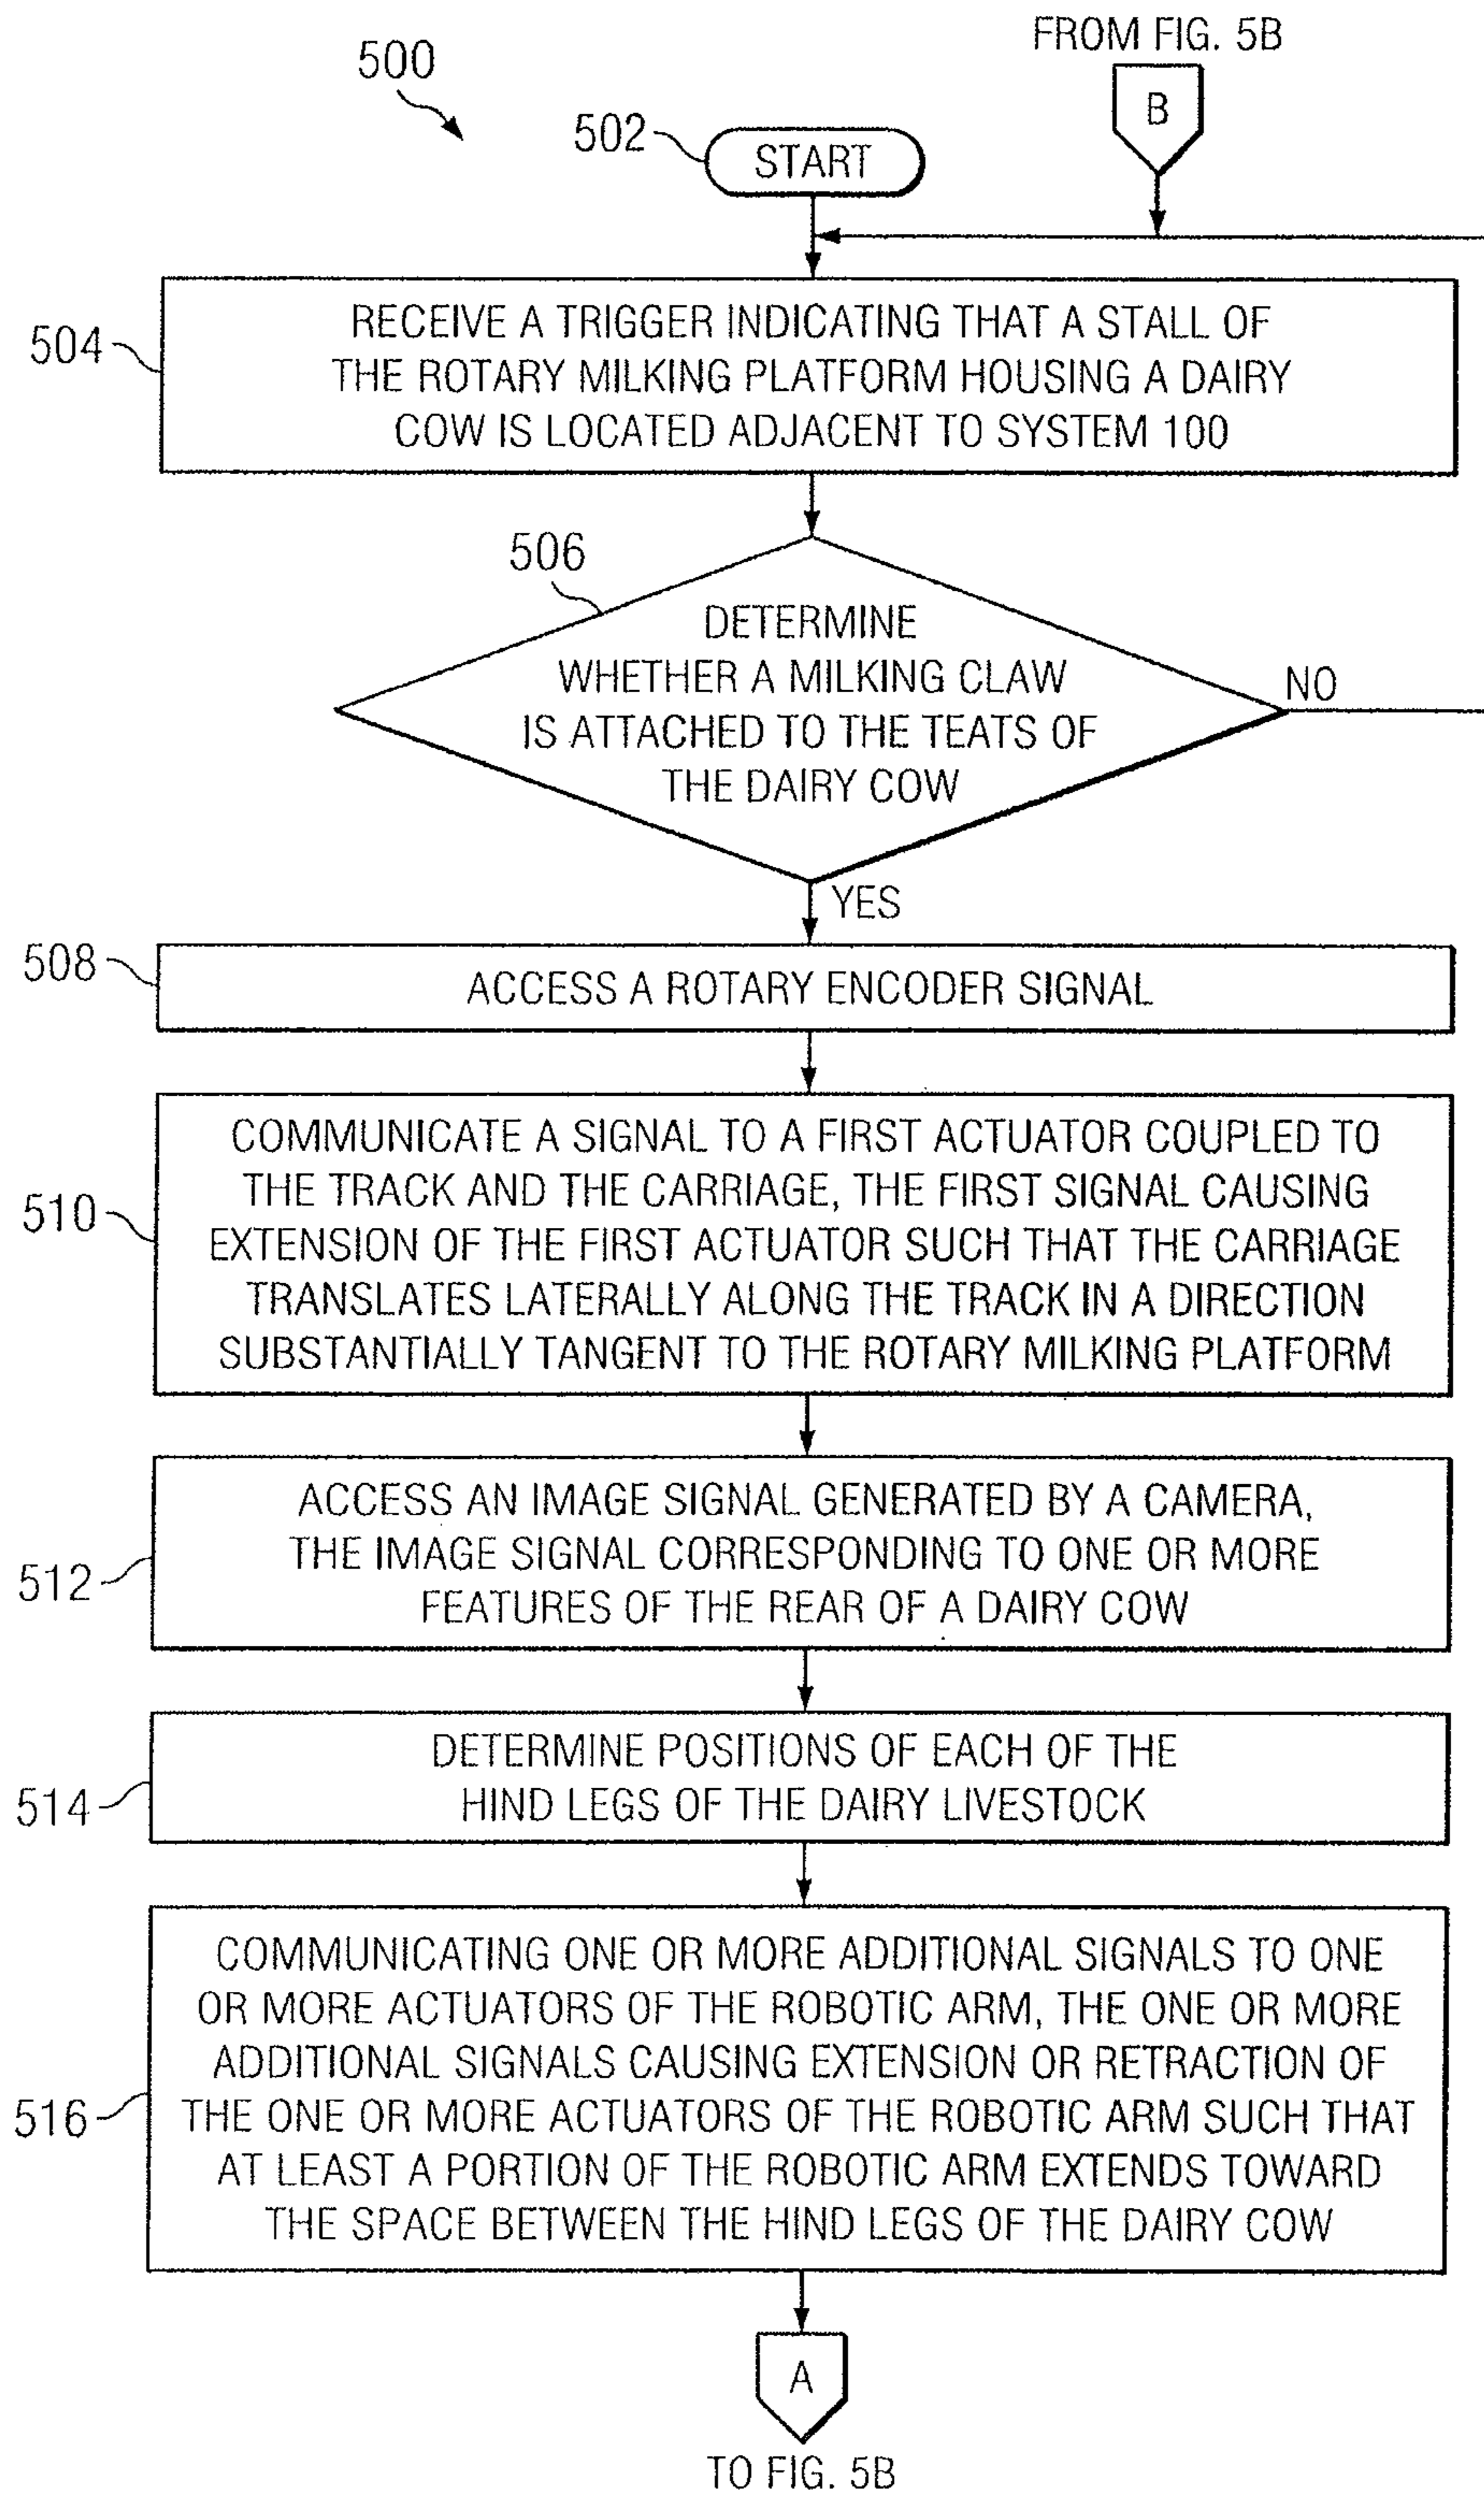 FROM FIG. 5B
500
B
502
START
504
RECEIVE A TRIGGER INDICATING THAT A STALL OF
THE ROTARY MILKING PLATFORM HOUSING A DAIRY
COW IS LOCATED ADJACENT TO SYSTEM 100
506
DETERMINE
WHETHER A MILKING CLAW
IS ATTACHED TO THE TEATS OF
THE DAIRY COW
NO
YES
508
ACCESS A ROTARY ENCODER SIGNAL
510
COMMUNICATE A SIGNAL TO A FIRST ACTUATOR COUPLED TO
THE TRACK AND THE CARRIAGE, THE FIRST SIGNAL CAUSING
EXTENSION OF THE FIRST ACTUATOR SUCH THAT THE CARRIAGE
TRANSLATES LATERALLY ALONG THE TRACK IN A DIRECTION
SUBSTANTIALLY TANGENT TO THE ROTARY MILKING PLATFORM
512
ACCESS AN IMAGE SIGNAL GENERATED BY A CAMERA,
THE IMAGE SIGNAL CORRESPONDING TO ONE OR MORE
FEATURES OF THE REAR OF A DAIRY COW
514
DETERMINE POSITIONS OF EACH OF THE
HIND LEGS OF THE DAIRY LIVESTOCK
516
COMMUNICATING ONE OR MORE ADDITIONAL SIGNALS TO ONE
OR MORE ACTUATORS OF THE ROBOTIC ARM, THE ONE OR MORE
ADDITIONAL SIGNALS CAUSING EXTENSION OR RETRACTION OF
THE ONE OR MORE ACTUATORS OF THE ROBOTIC ARM SUCH THAT
AT LEAST A PORTION OF THE ROBOTIC ARM EXTENDS TOWARD
THE SPACE BETWEEN THE HIND LEGS OF THE DAIRY COW
A
TO FIG. 5B